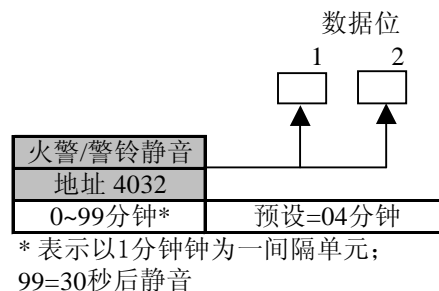 数据位
1 2
火警/警铃静音
地址 4032
0~99分钟* 预设=04分钟
* 表示以1分钟钟为一间隔单元；
99=30秒后静音